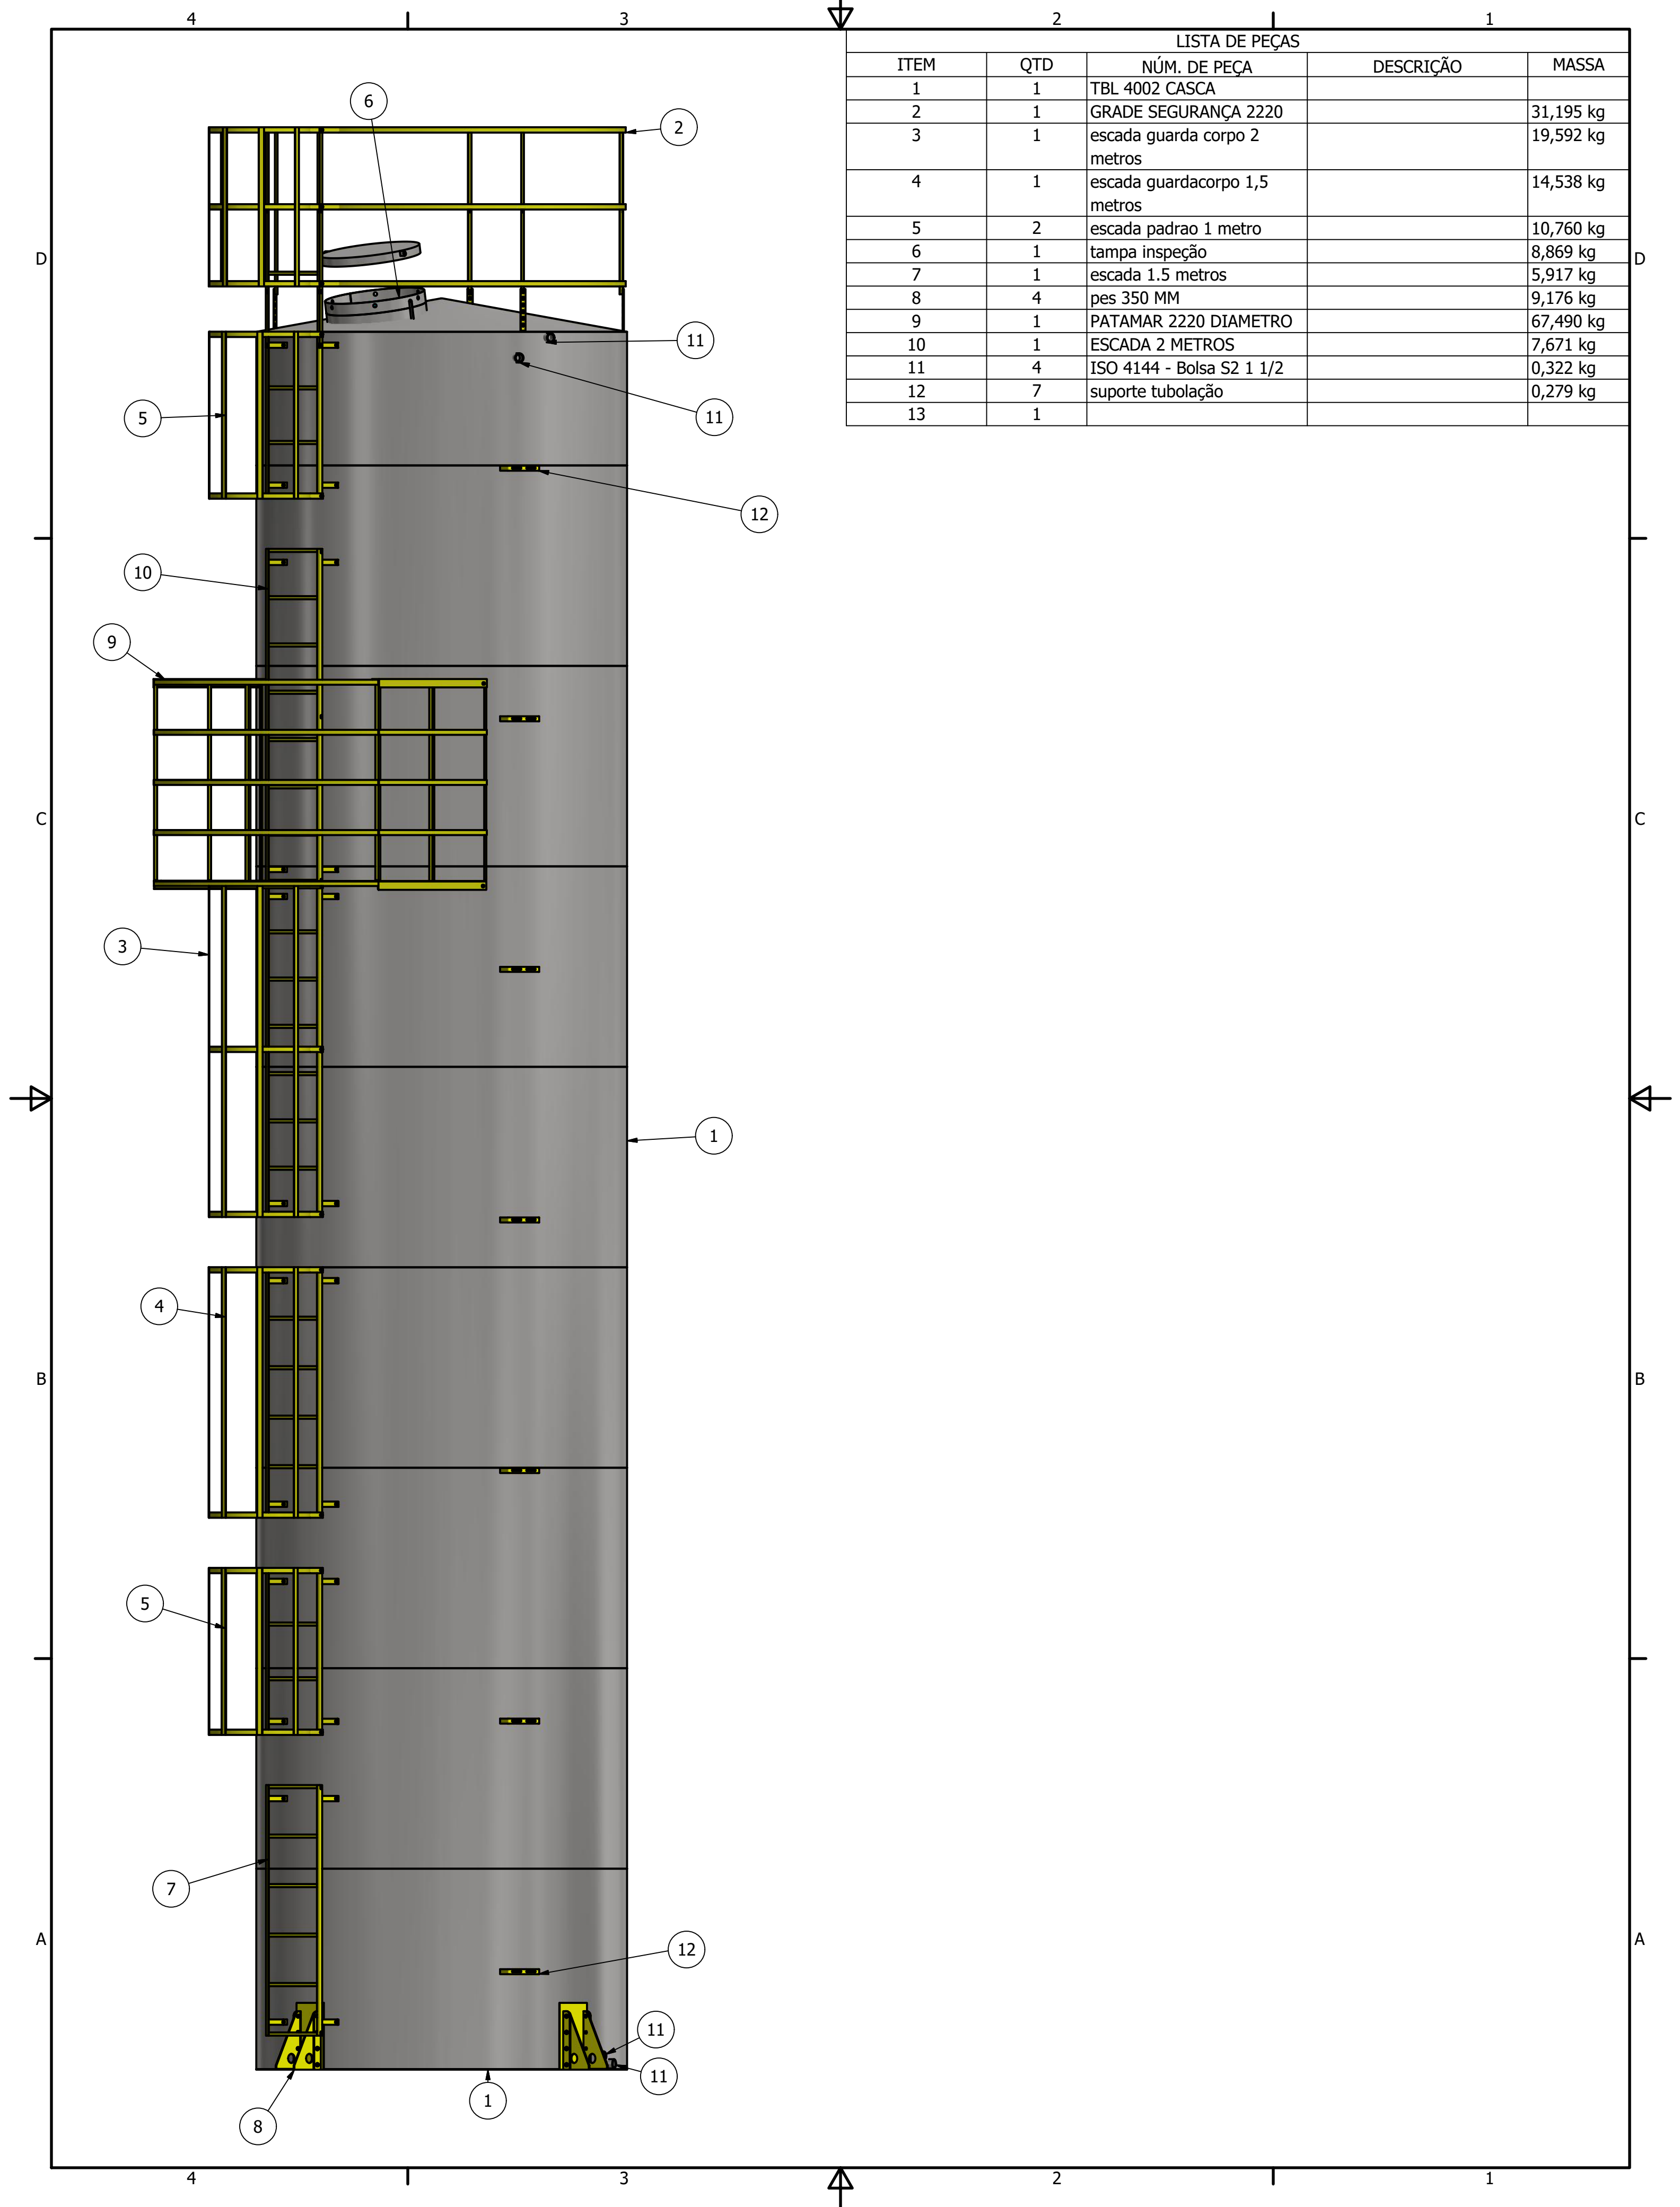 4 3 2 1
LISTA DE PEÇAS
ITEM QTD NÚM. DE PEÇA DESCRIÇÃO MASSA
1 1 TBL 4002 CASCA
2 1 GRADE SEGURANÇA 2220 31,195 kg
3 1 escada guarda corpo 2 19,592 kg
metros
4 1 escada guardacorpo 1,5 14,538 kg
metros
5 2 escada padrao 1 metro 10,760 kg
6 1 tampa inspeção 8,869 kg
7 1 escada 1.5 metros 5,917 kg
8 4 pes 350 MM 9,176 kg
9 1 PATAMAR 2220 DIAMETRO 67,490 kg
10 1 ESCADA 2 METROS 7,671 kg
11 4 ISO 4144 - Bolsa S2 1 1/2 0,322 kg
12 7 suporte tubolação 0,279 kg
13 1
6
2
D D
11
5
11
12
10
9
C C
3
1
4
B B
5
7
A A
12
11
11
1
8
4 3 2 1